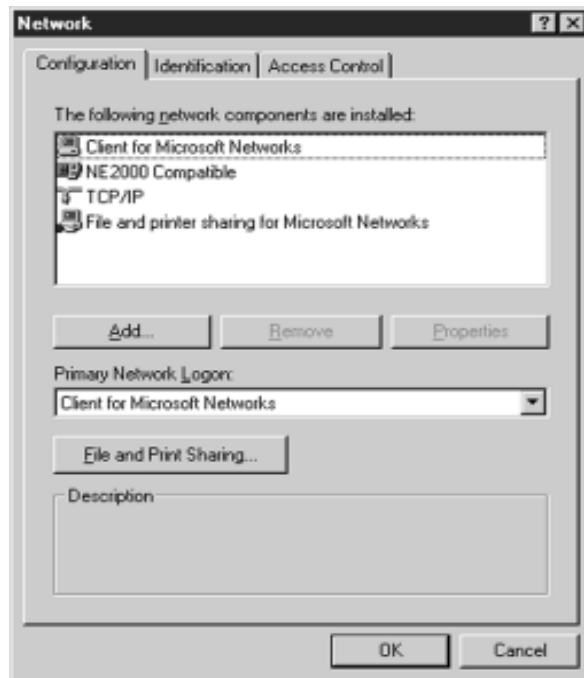 Network
Configuration Identification Access Control
The following network components are installed:
Client for Microsoft Networks
NE2000 Compatible
TCP/IP
File and printer sharing for Microsoft Networks
Add... Remove Properties
Primary Network Logon:
Client for Microsoft Networks
File and Print Sharing...
Description
OK Cancel